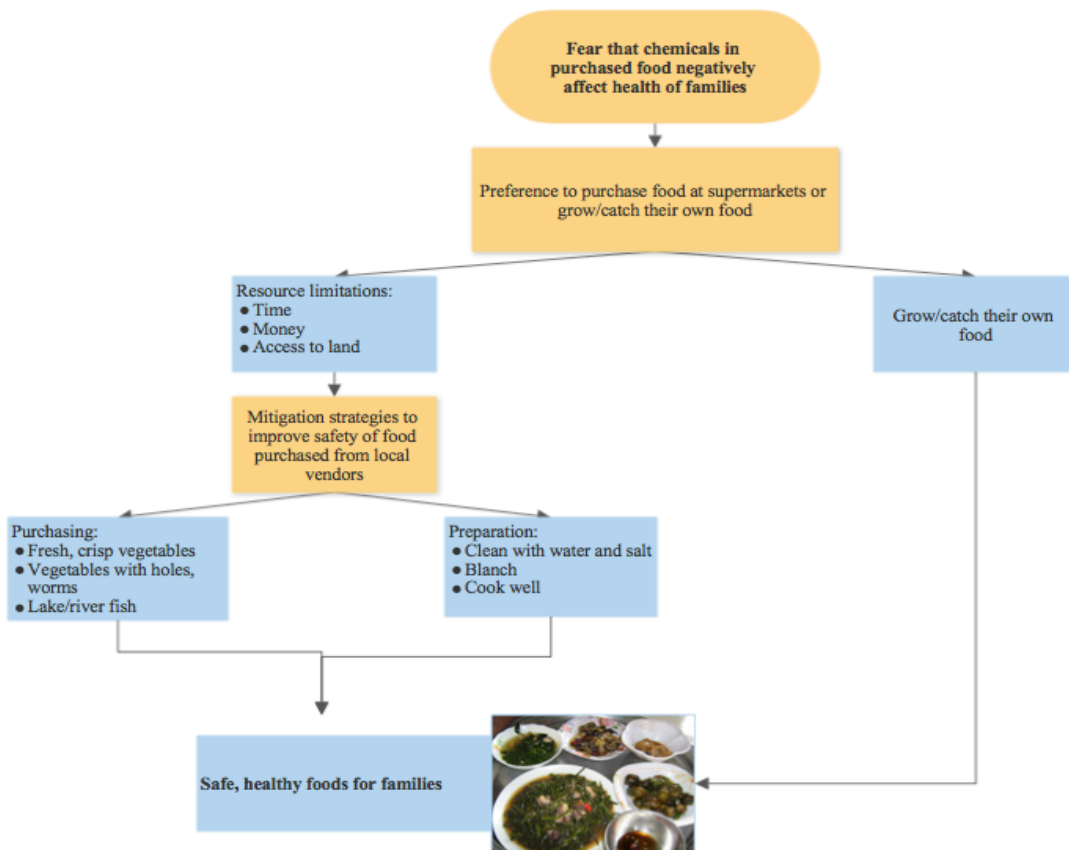 Fear that chemicals in
purchased food negatively
affect health of families
Preference to purchase food at supermarkets or
grow/catch their own food
Resource limitations:
● Time
● Money
● Access to land
Grow/catch their own
food
Mitigation strategies to
improve safety of food
purchased from local
vendors
Purchasing:
● Fresh, crisp vegetables
● Vegetables with holes,
worms
● Lake/river fish
Preparation:
● Clean with water and salt
● Blanch
● Cook well
Safe, healthy foods for families